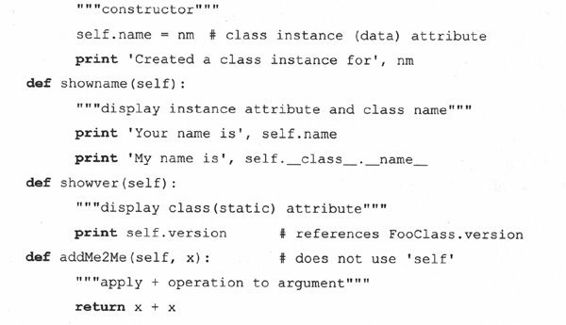 """constructor"""
self.name = nm # class instance (data) attribute
print 'Created a class instance for', nm
def showname(self):
"""display instance attribute and class name"""
print 'Your name is', self.name
print 'My name is', self.__class__.__name__
def showver(self):
"""display class(static) attribute"""
print self.version # references FooClass.version
def addMe2Me(self, x): # does not use 'self'
"""apply + operation to argument"""
return x + x